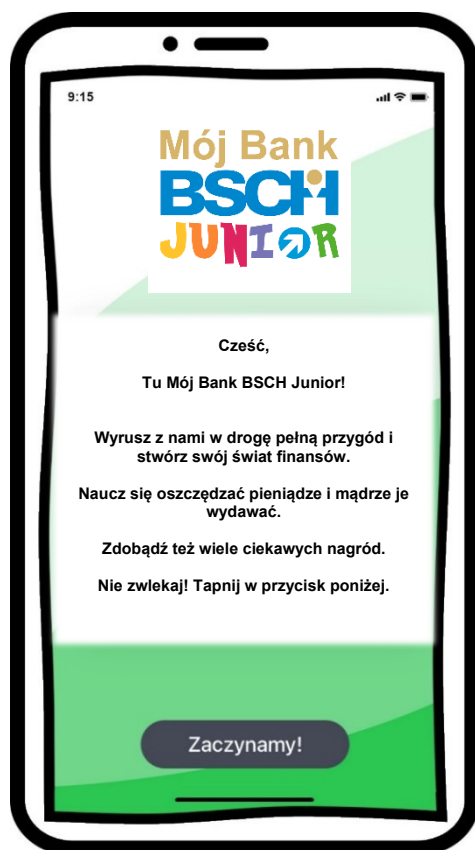 9:15
Mój Bank
BSCH
JUNIOR
Cześć,
Tu Mój Bank BSCH Junior!
Wyrusz z nami w drogę pełną przygód i
stwórz swój świat finansów.
Naucz się oszczędzać pieniądze i mądrze je
wydawać.
Zdobądź też wiele ciekawych nagród.
Nie zwlekaj! Tapnij w przycisk poniżej.
Zaczynamy!